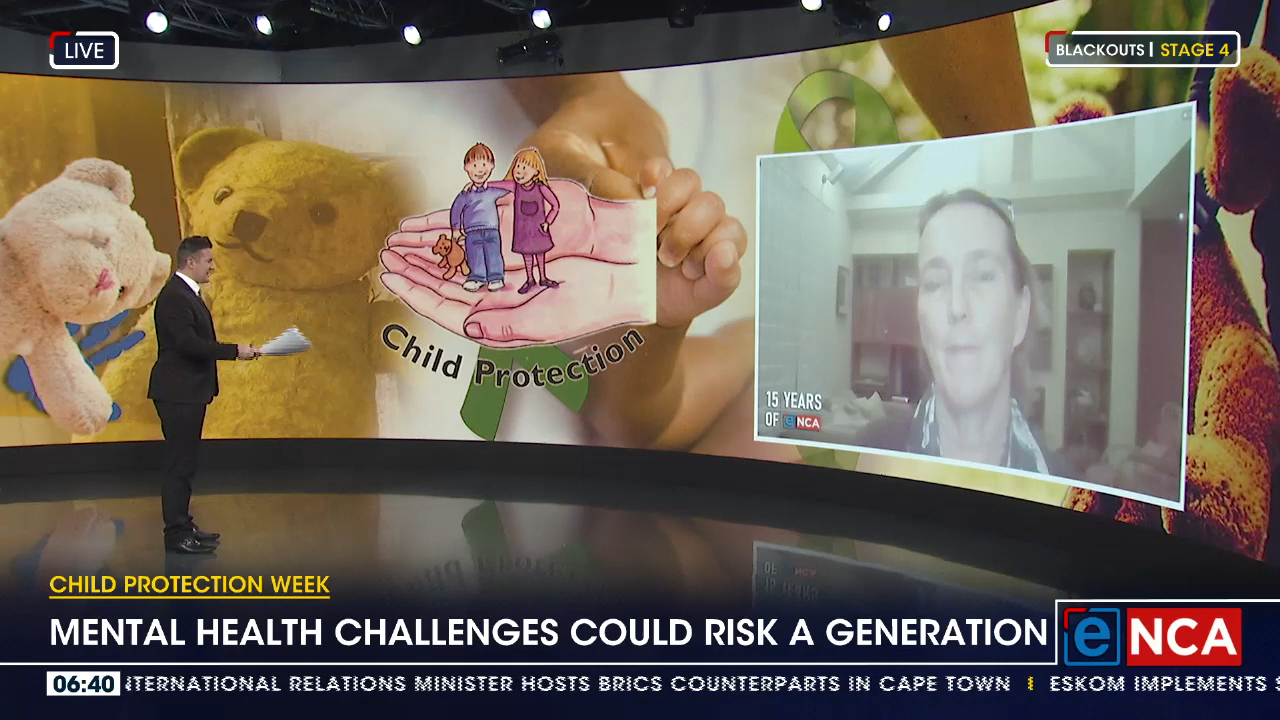 LIVE
BLACKOUTS | STAGE 4
Child Protection
15 YEARS
OF eNCA
CHILD PROTECTION WEEK
MENTAL HEALTH CHALLENGES COULD RISK A GENERATION
eNCA
06:40 INTERNATIONAL RELATIONS MINISTER HOSTS BRICS COUNTERPARTS IN CAPE TOWN ESKOM IMPLEMENTS